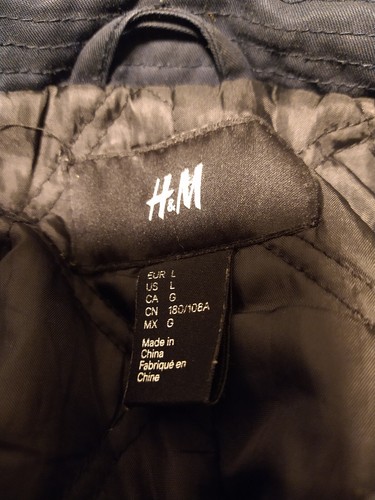 H&M
EUR L
US L
CA G
CN 180/108A
MX G
Made in
China
Fabriqué en
Chine